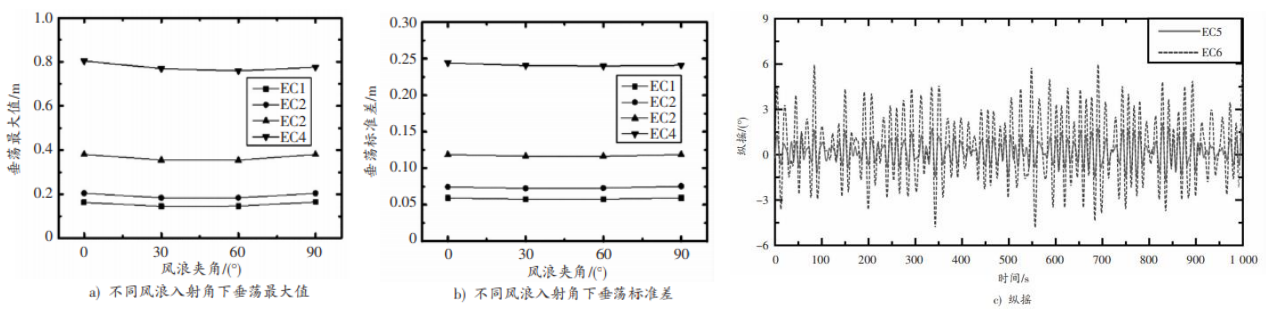 1.0
0.8
0.6
0.4
0.2
0
垂荡最大值/m
EC1
EC2
EC2
EC4
0 30 60 90
风浪夹角/(°)
a) 不同风浪入射角下垂荡最大值
0.30
0.25
0.20
0.15
0.10
0.05
0
垂荡标准差/m
EC1
EC2
EC2
EC4
0 30 60 90
风浪夹角/(°)
b) 不同风浪入射角下垂荡标准差
9
6
3
0
−3
−6
纵摇/(°)
EC5
EC6
0 100 200 300 400 500 600 700 800 900 1 000
时间/s
c) 纵摇